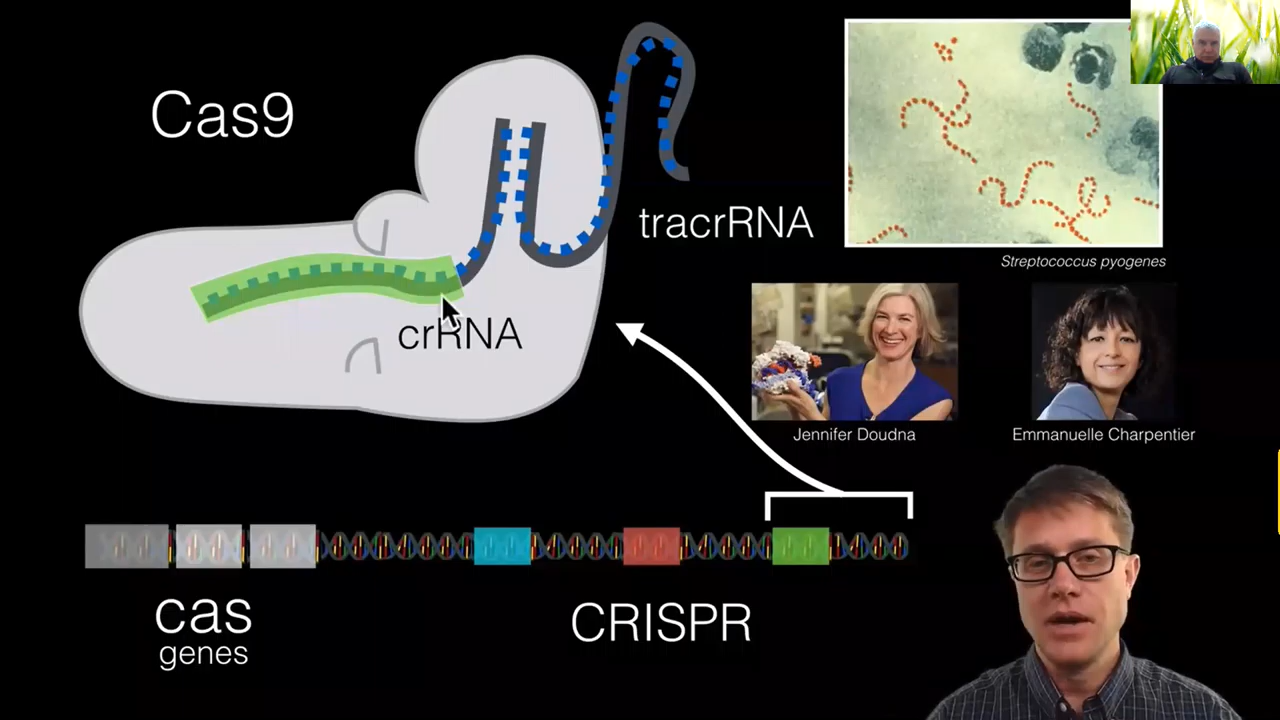 Cas9
tracrRNA
crRNA
Streptococcus pyogenes
Jennifer Doudna
Emmanuelle Charpentier
cas
genes
CRISPR